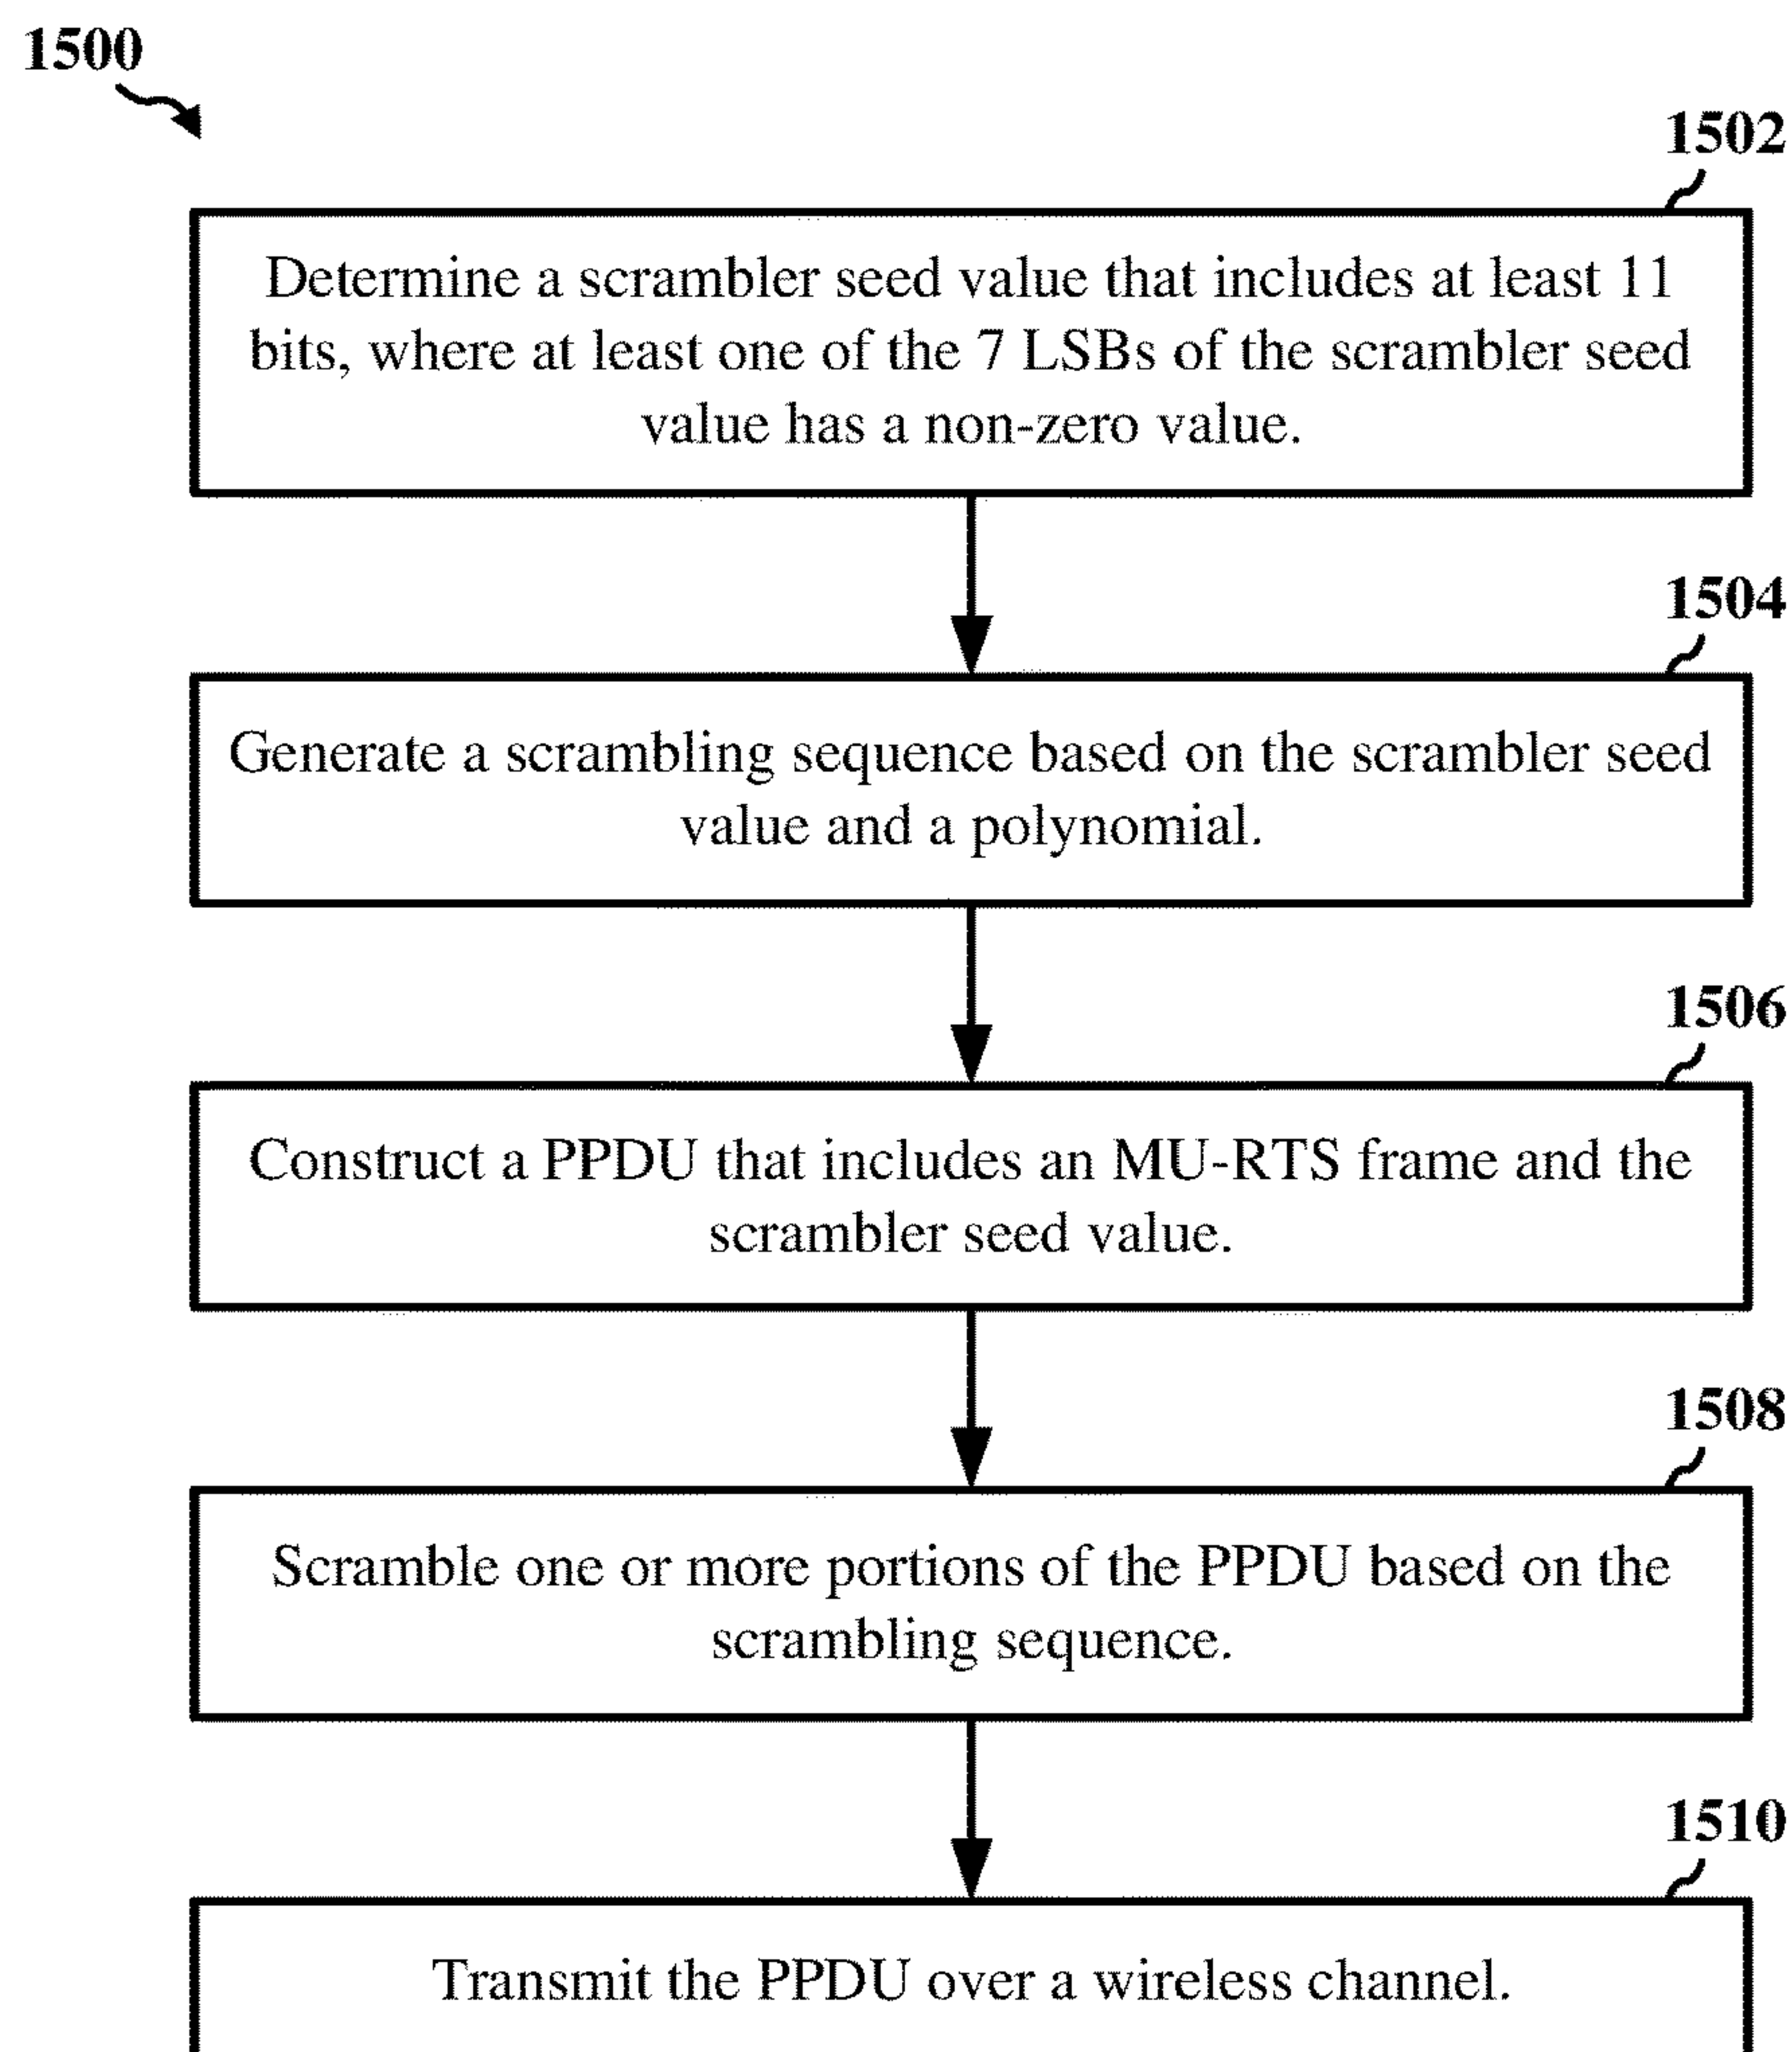 1500
1502
Determine a scrambler seed value that includes at least 11
bits, where at least one of the 7 LSBs of the scrambler seed
value has a non-zero value.
1504
Generate a scrambling sequence based on the scrambler seed
value and a polynomial.
1506
Construct a PPDU that includes an MU-RTS frame and the
scrambler seed value.
1508
Scramble one or more portions of the PPDU based on the
scrambling sequence.
1510
Transmit the PPDU over a wireless channel.